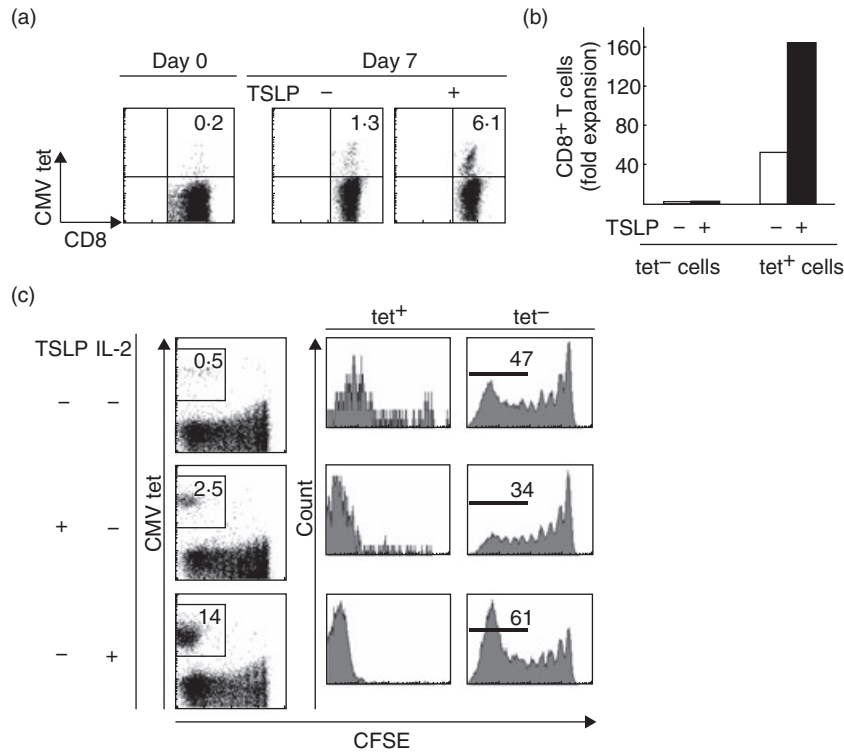 (a)
Day 0
Day 7
TSLP – +
0·2
1·3
6·1
CMV tet
CD8
(b)
CD8+ T cells
(fold expansion)
160
120
80
40
TSLP – + – +
tet– cells
tet+ cells
(c)
tet+
tet–
TSLP IL-2
CMV tet
Count
– –
0·5
47
+ –
2·5
34
– +
14
61
CFSE